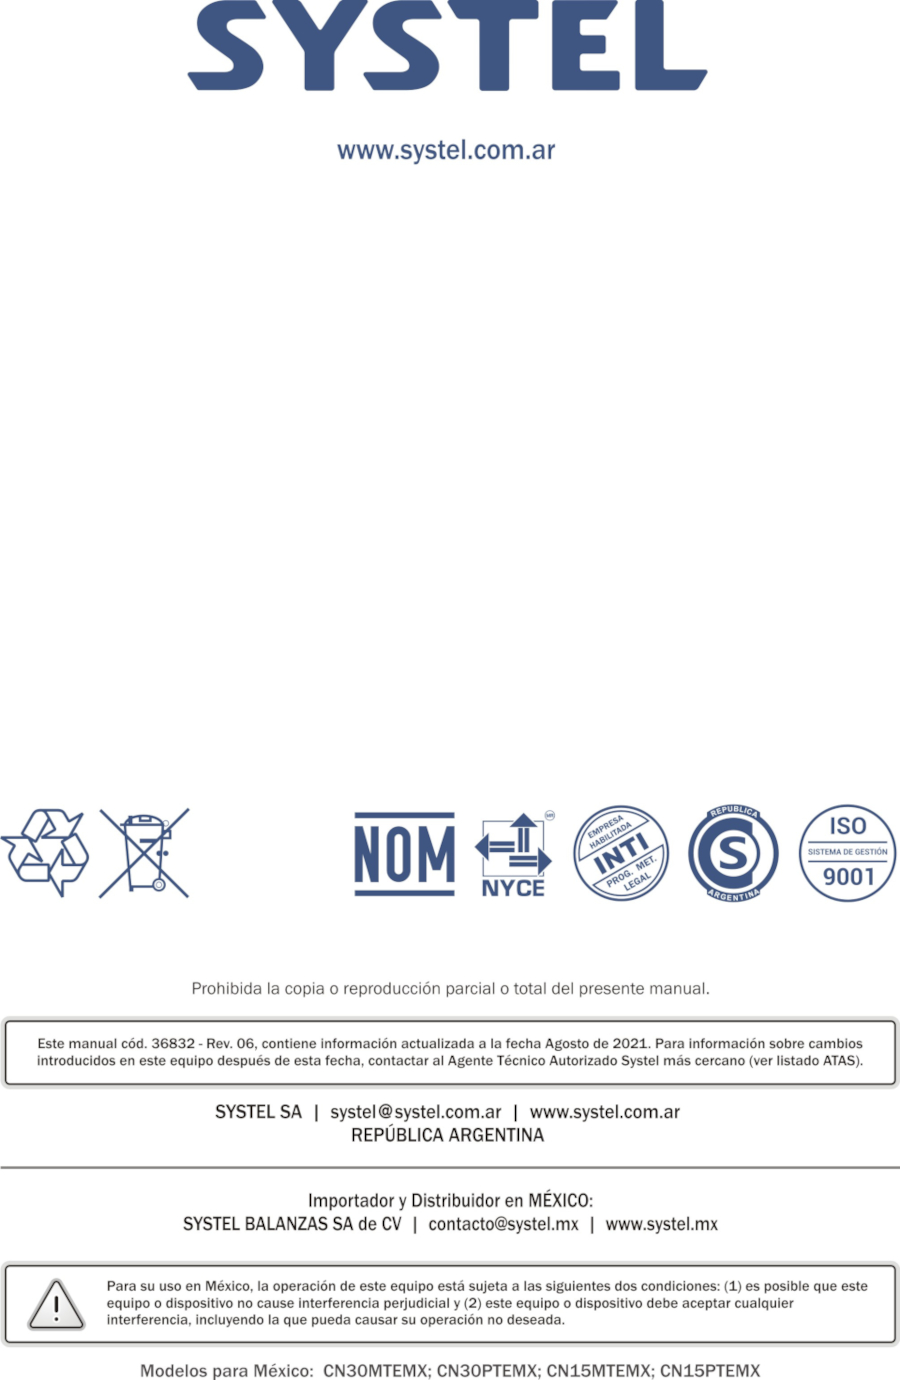 SYSTEL
www.systel.com.ar
NOM
NYCE
EMPRESA
HABILITADA
INTI
PROG. MET.
LEGAL
REPUBLICA
S
ARGENTINA
ISO
SISTEMA DE GESTIÓN
9001
Prohibida la copia o reproducción parcial o total del presente manual.
Este manual cód. 36832 - Rev. 06, contiene información actualizada a la fecha Agosto de 2021. Para información sobre cambios
introducidos en este equipo después de esta fecha, contactar al Agente Técnico Autorizado Systel más cercano (ver listado ATAS).
SYSTEL SA | systel@systel.com.ar | www.systel.com.ar
REPÚBLICA ARGENTINA
Importador y Distribuidor en MÉXICO:
SYSTEL BALANZAS SA de CV | contacto@systel.mx | www.systel.mx
Para su uso en México, la operación de este equipo está sujeta a las siguientes dos condiciones: (1) es posible que este
equipo o dispositivo no cause interferencia perjudicial y (2) este equipo o dispositivo debe aceptar cualquier
interferencia, incluyendo la que pueda causar su operación no deseada.
Modelos para México: CN30MTEMX; CN30PTEMX; CN15MTEMX; CN15PTEMX